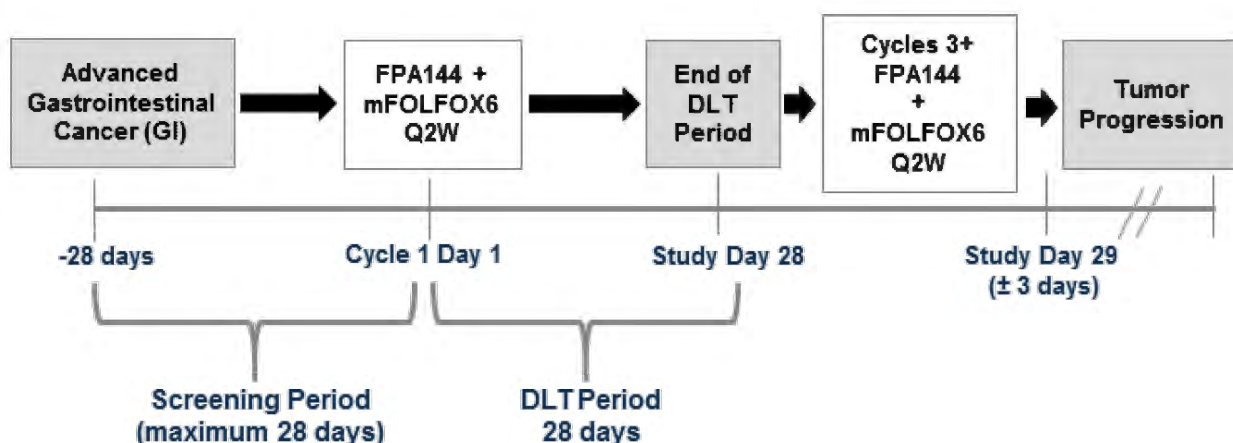 Advanced
Gastrointestinal
Cancer (GI)
FPA144 +
mFOLFOX6
Q2W
End of
DLT
Period
Cycles 3+
FPA144
+
mFOLFOX6
Q2W
Tumor
Progression
-28 days
Cycle 1 Day 1
Study Day 28
Study Day 29
(± 3 days)
Screening Period
(maximum 28 days)
DLT Period
28 days